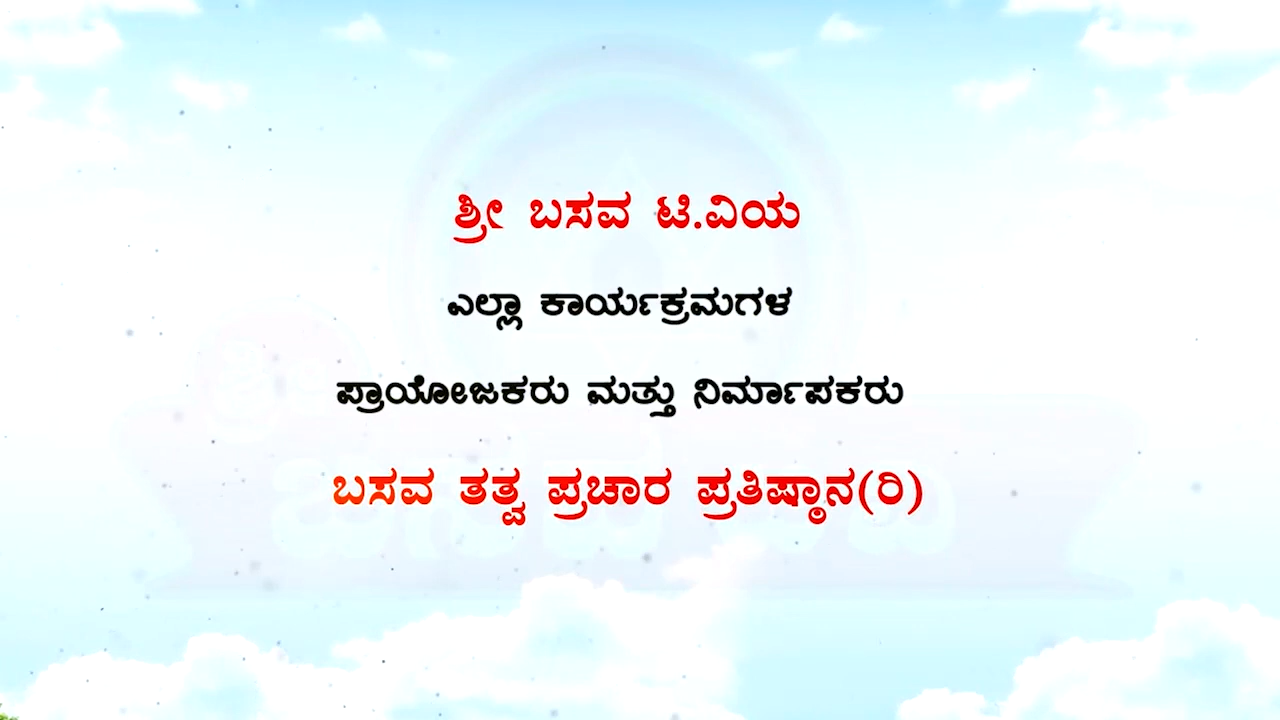 ಶ್ರೀ ಬಸವ ಟಿ.ವಿಯ
ಎಲ್ಲಾ ಕಾರ್ಯಕ್ರಮಗಳ
ಪ್ರಾಯೋಜಕರು ಮತ್ತು ನಿರ್ಮಾಪಕರು
ಬಸವ ತತ್ವ ಪ್ರಚಾರ ಪ್ರತಿಷ್ಠಾನ(ರಿ)